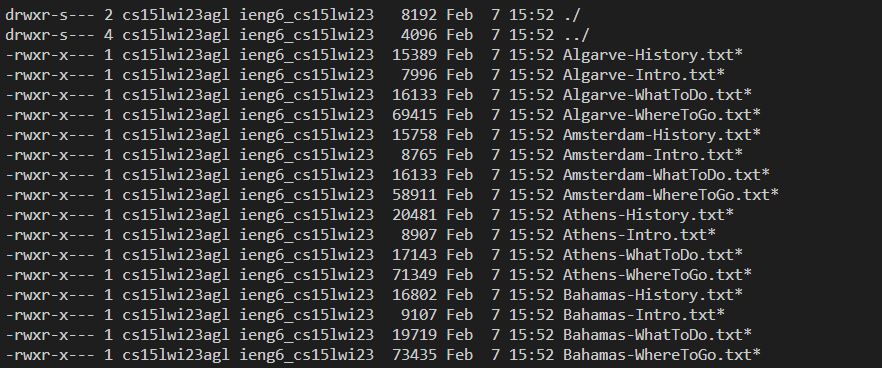 drwxr-s--- 2 cs15lwi23agl ieng6_cs15lwi23  8192 Feb  7 15:52 ./
drwxr-s--- 4 cs15lwi23agl ieng6_cs15lwi23  4096 Feb  7 15:52 ../
-rwxr-x--- 1 cs15lwi23agl ieng6_cs15lwi23 15389 Feb  7 15:52 Algarve-History.txt*
-rwxr-x--- 1 cs15lwi23agl ieng6_cs15lwi23  7996 Feb  7 15:52 Algarve-Intro.txt*
-rwxr-x--- 1 cs15lwi23agl ieng6_cs15lwi23 16133 Feb  7 15:52 Algarve-WhatToDo.txt*
-rwxr-x--- 1 cs15lwi23agl ieng6_cs15lwi23 69415 Feb  7 15:52 Algarve-WhereToGo.txt*
-rwxr-x--- 1 cs15lwi23agl ieng6_cs15lwi23 15758 Feb  7 15:52 Amsterdam-History.txt*
-rwxr-x--- 1 cs15lwi23agl ieng6_cs15lwi23  8765 Feb  7 15:52 Amsterdam-Intro.txt*
-rwxr-x--- 1 cs15lwi23agl ieng6_cs15lwi23 16133 Feb  7 15:52 Amsterdam-WhatToDo.txt*
-rwxr-x--- 1 cs15lwi23agl ieng6_cs15lwi23 58911 Feb  7 15:52 Amsterdam-WhereToGo.txt*
-rwxr-x--- 1 cs15lwi23agl ieng6_cs15lwi23 20481 Feb  7 15:52 Athens-History.txt*
-rwxr-x--- 1 cs15lwi23agl ieng6_cs15lwi23  8907 Feb  7 15:52 Athens-Intro.txt*
-rwxr-x--- 1 cs15lwi23agl ieng6_cs15lwi23 17143 Feb  7 15:52 Athens-WhatToDo.txt*
-rwxr-x--- 1 cs15lwi23agl ieng6_cs15lwi23 71349 Feb  7 15:52 Athens-WhereToGo.txt*
-rwxr-x--- 1 cs15lwi23agl ieng6_cs15lwi23 16802 Feb  7 15:52 Bahamas-History.txt*
-rwxr-x--- 1 cs15lwi23agl ieng6_cs15lwi23  9107 Feb  7 15:52 Bahamas-Intro.txt*
-rwxr-x--- 1 cs15lwi23agl ieng6_cs15lwi23 19719 Feb  7 15:52 Bahamas-WhatToDo.txt*
-rwxr-x--- 1 cs15lwi23agl ieng6_cs15lwi23 73435 Feb  7 15:52 Bahamas-WhereToGo.txt*